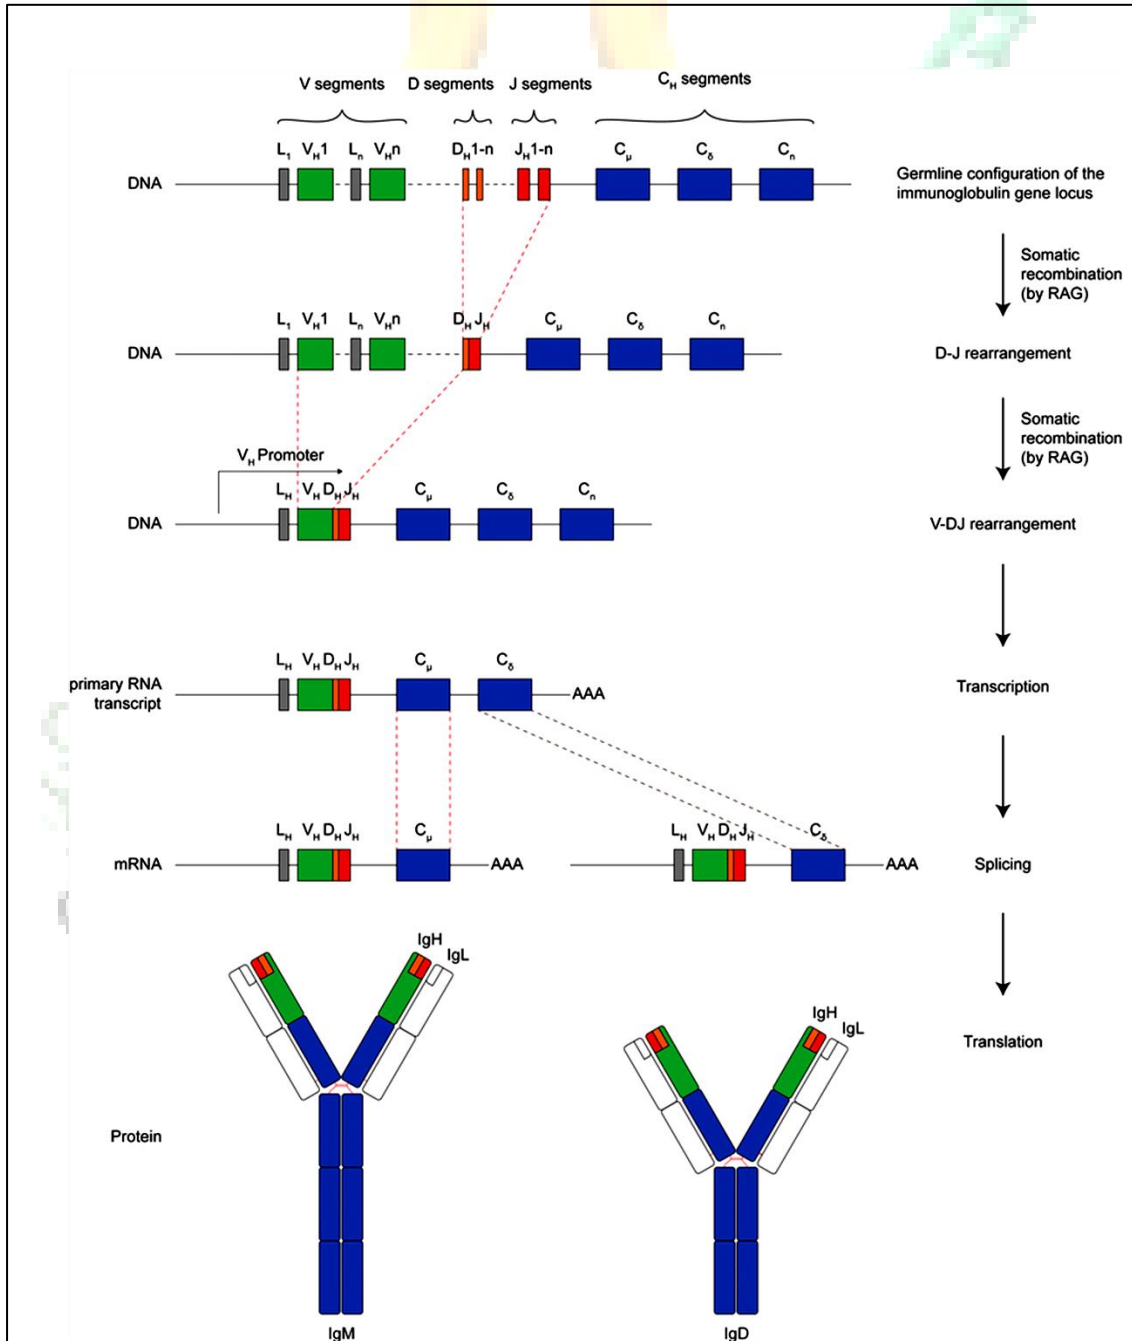 V segments D segments J segments C_H segments
L_1 V_H1 L_n V_Hn D_H1-n J_H1-n C_μ C_δ C_n
DNA
Germline configuration of the
immunoglobulin gene locus
Somatic
recombination
(by RAG)
L_1 V_H1 L_n V_Hn D_H J_H C_μ C_δ C_n
DNA
D-J rearrangement
Somatic
recombination
(by RAG)
V_H Promoter
L_H V_H D_H J_H C_μ C_δ C_n
DNA
V-DJ rearrangement
L_H V_H D_H J_H C_μ C_δ
primary RNA
transcript
AAA
Transcription
L_H V_H D_H J_H C_μ L_H V_H D_H J_H C_δ
mRNA AAA AAA Splicing
IgH
IgL
IgH
IgL
Translation
Protein
IgM IgD